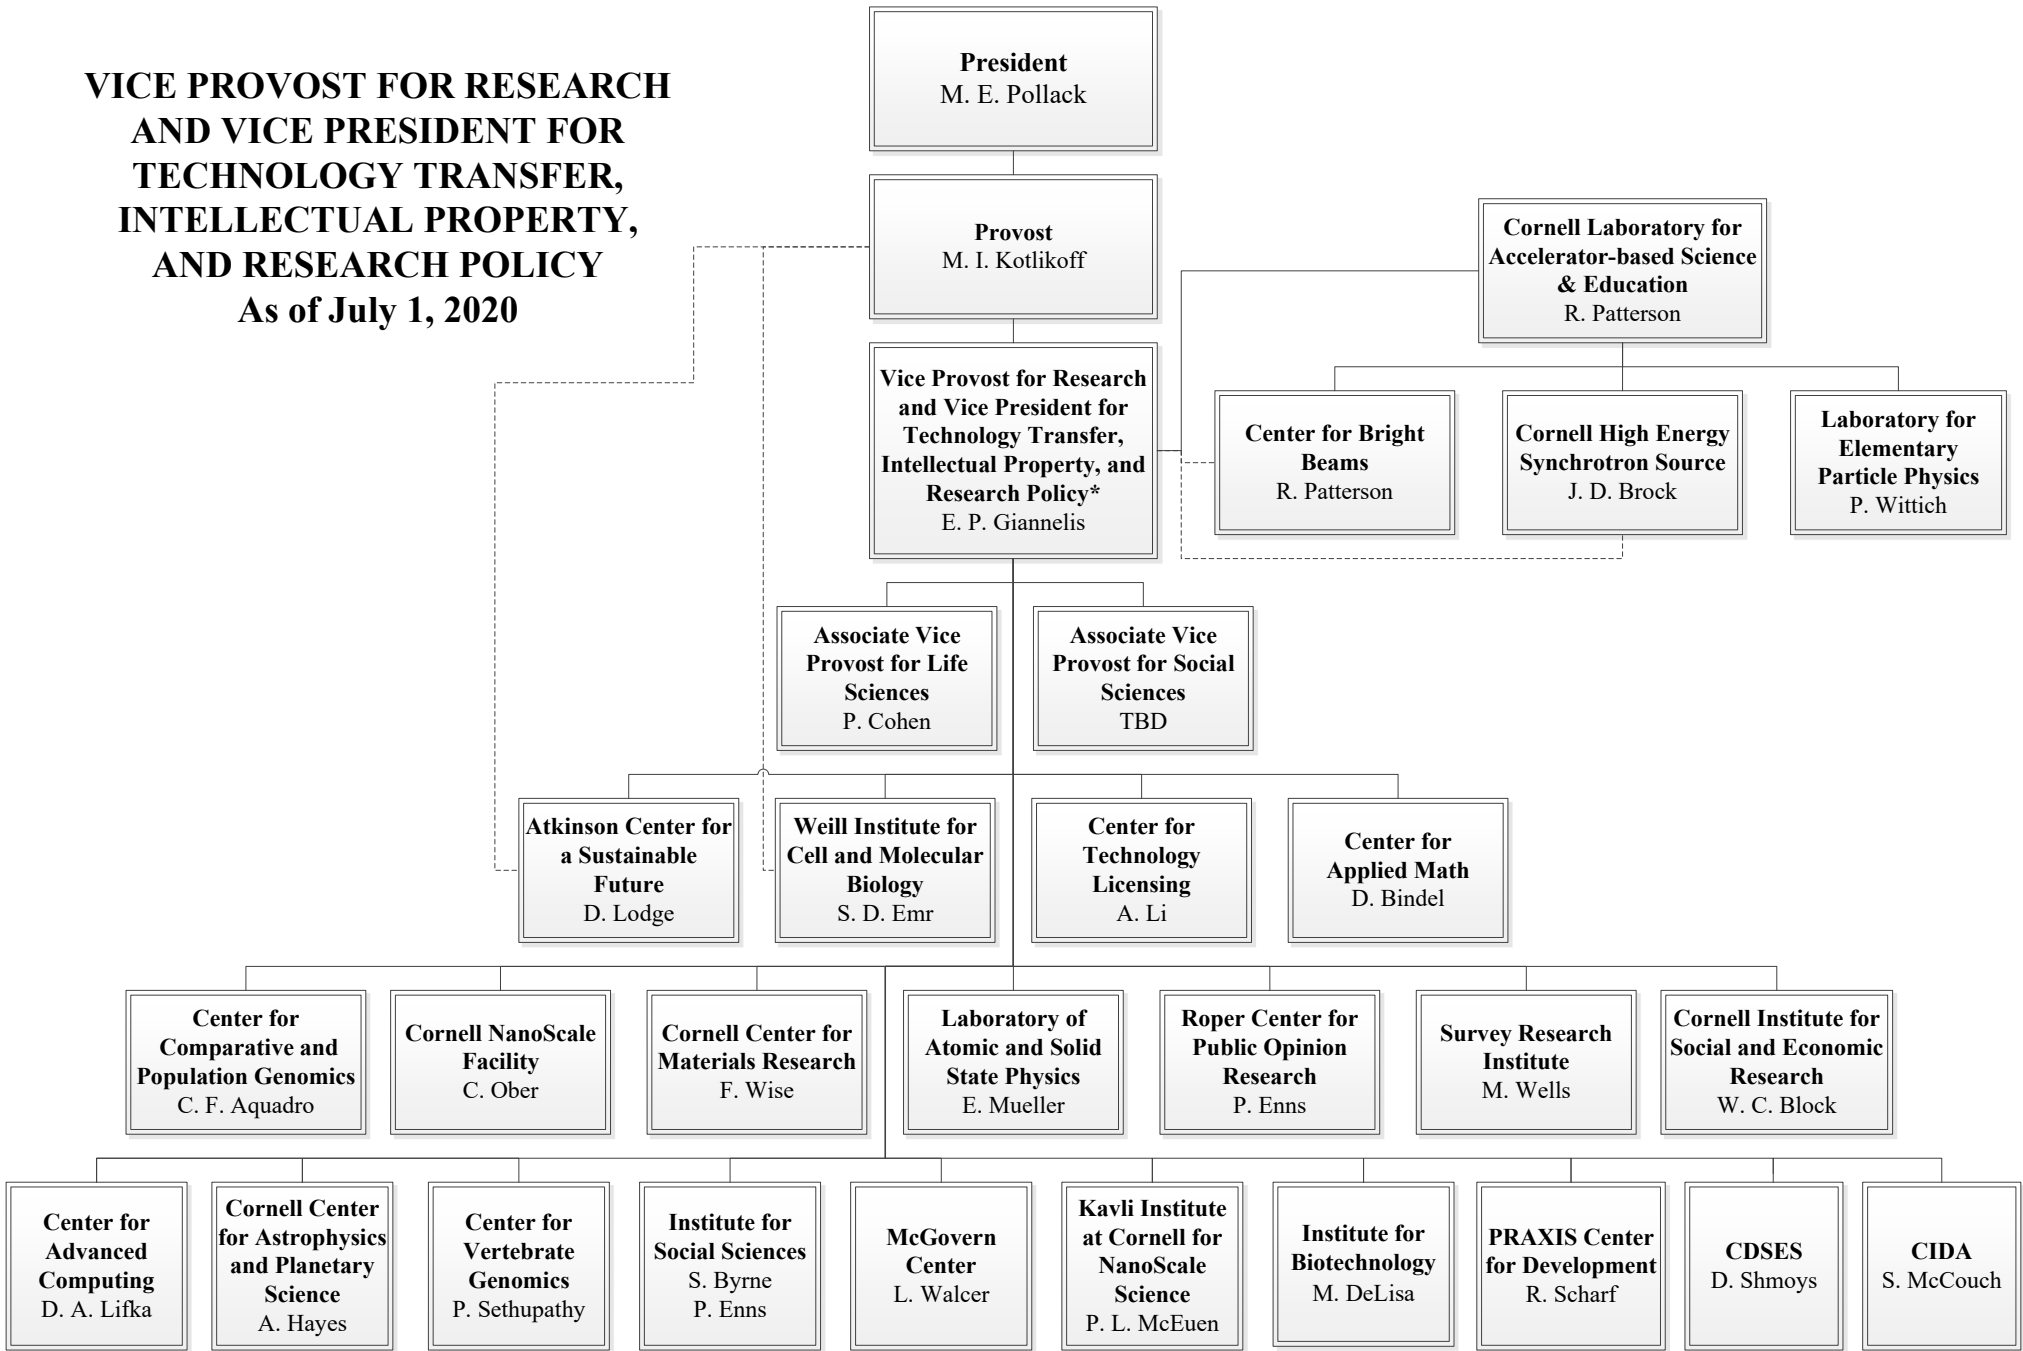 VICE PROVOST FOR RESEARCH
AND VICE PRESIDENT FOR
TECHNOLOGY TRANSFER,
INTELLECTUAL PROPERTY,
AND RESEARCH POLICY
As of July 1, 2020
President
M. E. Pollack
Provost
M. I. Kotlikoff
Cornell Laboratory for
Accelerator-based Science
& Education
R. Patterson
Vice Provost for Research
and Vice President for
Technology Transfer,
Intellectual Property, and
Research Policy*
E. P. Giannelis
Center for Bright
Beams
R. Patterson
Cornell High Energy
Synchrotron Source
J. D. Brock
Laboratory for
Elementary
Particle Physics
P. Wittich
Associate Vice
Provost for Life
Sciences
P. Cohen
Associate Vice
Provost for Social
Sciences
TBD
Atkinson Center for
a Sustainable
Future
D. Lodge
Weill Institute for
Cell and Molecular
Biology
S. D. Emr
Center for
Technology
Licensing
A. Li
Center for
Applied Math
D. Bindel
Center for
Comparative and
Population Genomics
C. F. Aquadro
Cornell NanoScale
Facility
C. Ober
Cornell Center for
Materials Research
F. Wise
Laboratory of
Atomic and Solid
State Physics
E. Mueller
Roper Center for
Public Opinion
Research
P. Enns
Survey Research
Institute
M. Wells
Cornell Institute for
Social and Economic
Research
W. C. Block
Center for
Advanced
Computing
D. A. Lifka
Cornell Center
for Astrophysics
and Planetary
Science
A. Hayes
Center for
Vertebrate
Genomics
P. Sethupathy
Institute for
Social Sciences
S. Byrne
P. Enns
McGovern
Center
L. Walcer
Kavli Institute
at Cornell for
NanoScale
Science
P. L. McEuen
Institute for
Biotechnology
M. DeLisa
PRAXIS Center
for Development
R. Scharf
CDSES
D. Shmoys
CIDA
S. McCouch